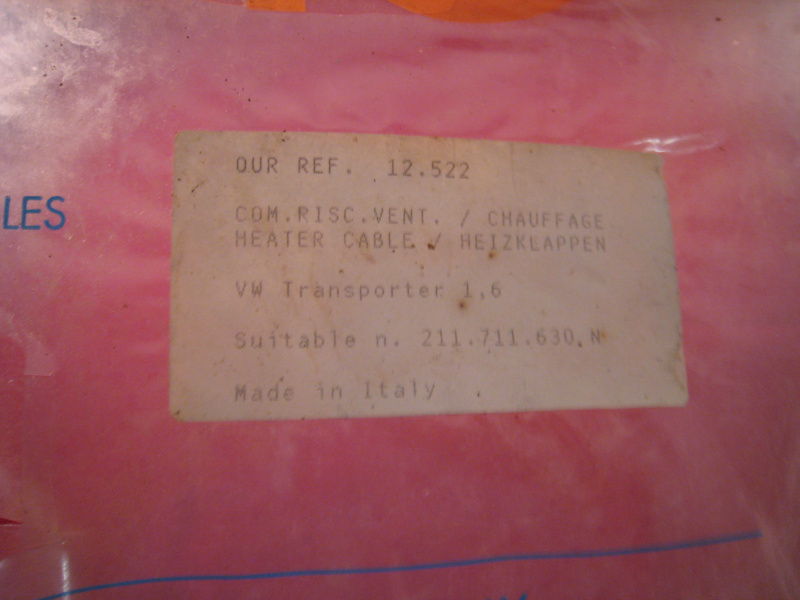 LES
OUR REF. 12.522
COM.RISC.VENT. / CHAUFFAGE
HEATER CABLE / HEIZKLAPPEN
VW Transporter 1,6
Suitable n. 211.711.630.N
Made in Italy